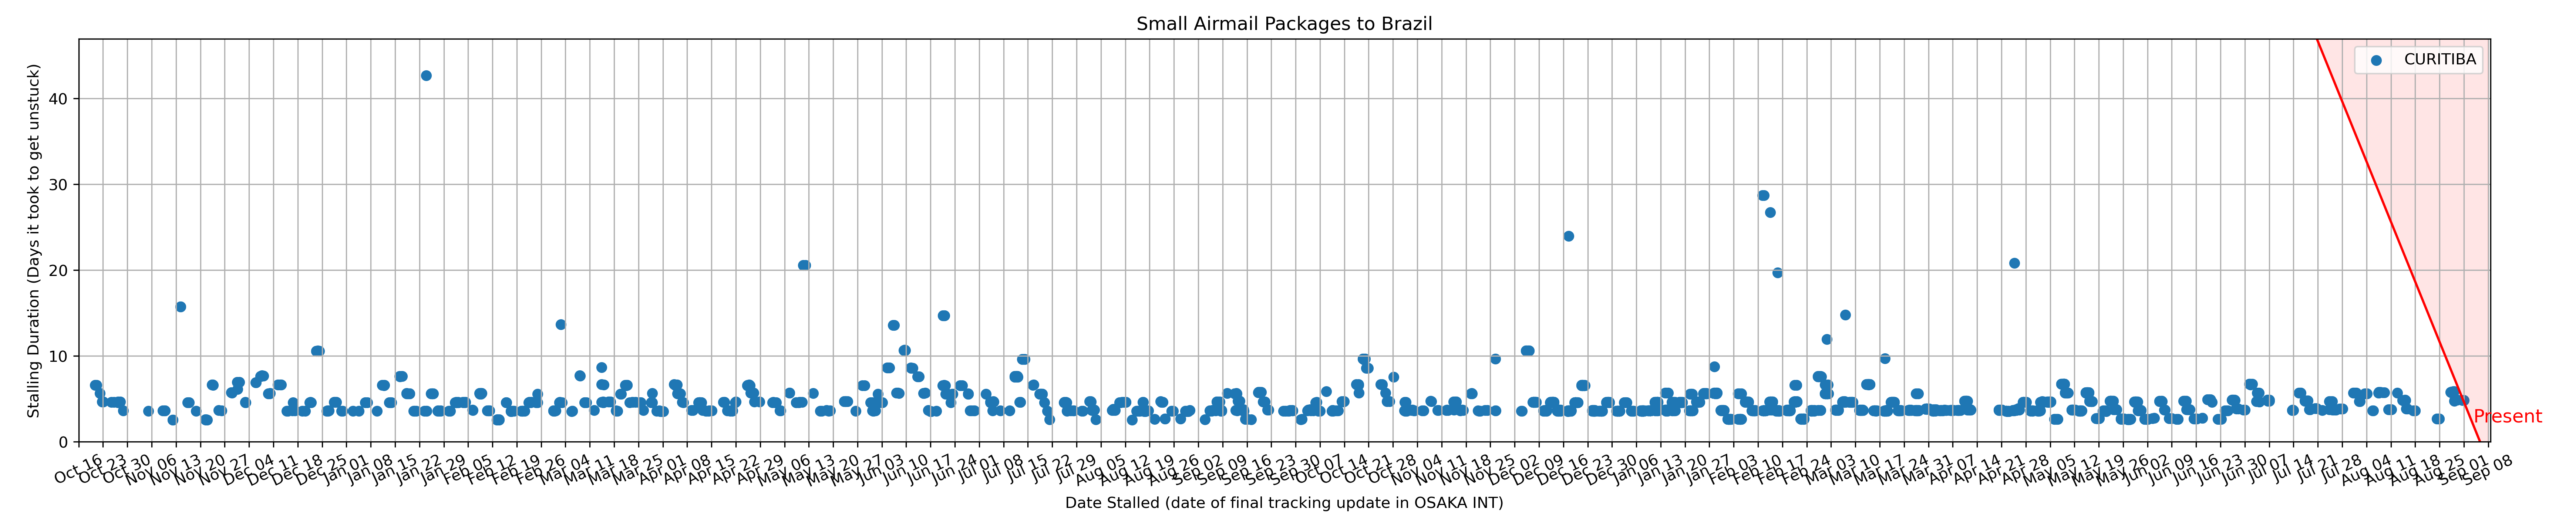 Small Airmail Packages to Brazil
CURITIBA
Stalling Duration (Days it took to get unstuck)
40
30
20
10
0
Present
Oct 16
Oct 23
Oct 30
Nov 06
Nov 13
Nov 20
Nov 27
Dec 04
Dec 11
Dec 18
Dec 25
Jan 01
Jan 08
Jan 15
Jan 22
Jan 29
Feb 05
Feb 12
Feb 19
Feb 26
Mar 04
Mar 11
Mar 18
Mar 25
Apr 01
Apr 08
Apr 15
Apr 22
Apr 29
May 06
May 13
May 20
May 27
Jun 03
Jun 10
Jun 17
Jun 24
Jul 01
Jul 08
Jul 15
Jul 22
Jul 29
Aug 05
Aug 12
Aug 19
Aug 26
Sep 02
Sep 09
Sep 16
Sep 23
Sep 30
Oct 07
Oct 14
Oct 21
Oct 28
Nov 04
Nov 11
Nov 18
Nov 25
Dec 02
Dec 09
Dec 16
Dec 23
Dec 30
Jan 06
Jan 13
Jan 20
Jan 27
Feb 03
Feb 10
Feb 17
Feb 24
Mar 03
Mar 10
Mar 17
Mar 24
Mar 31
Apr 07
Apr 14
Apr 21
Apr 28
May 05
May 12
May 19
May 26
Jun 02
Jun 09
Jun 16
Jun 23
Jun 30
Jul 07
Jul 14
Jul 21
Jul 28
Aug 04
Aug 11
Aug 18
Aug 25
Sep 01
Sep 08
Date Stalled (date of final tracking update in OSAKA INT)